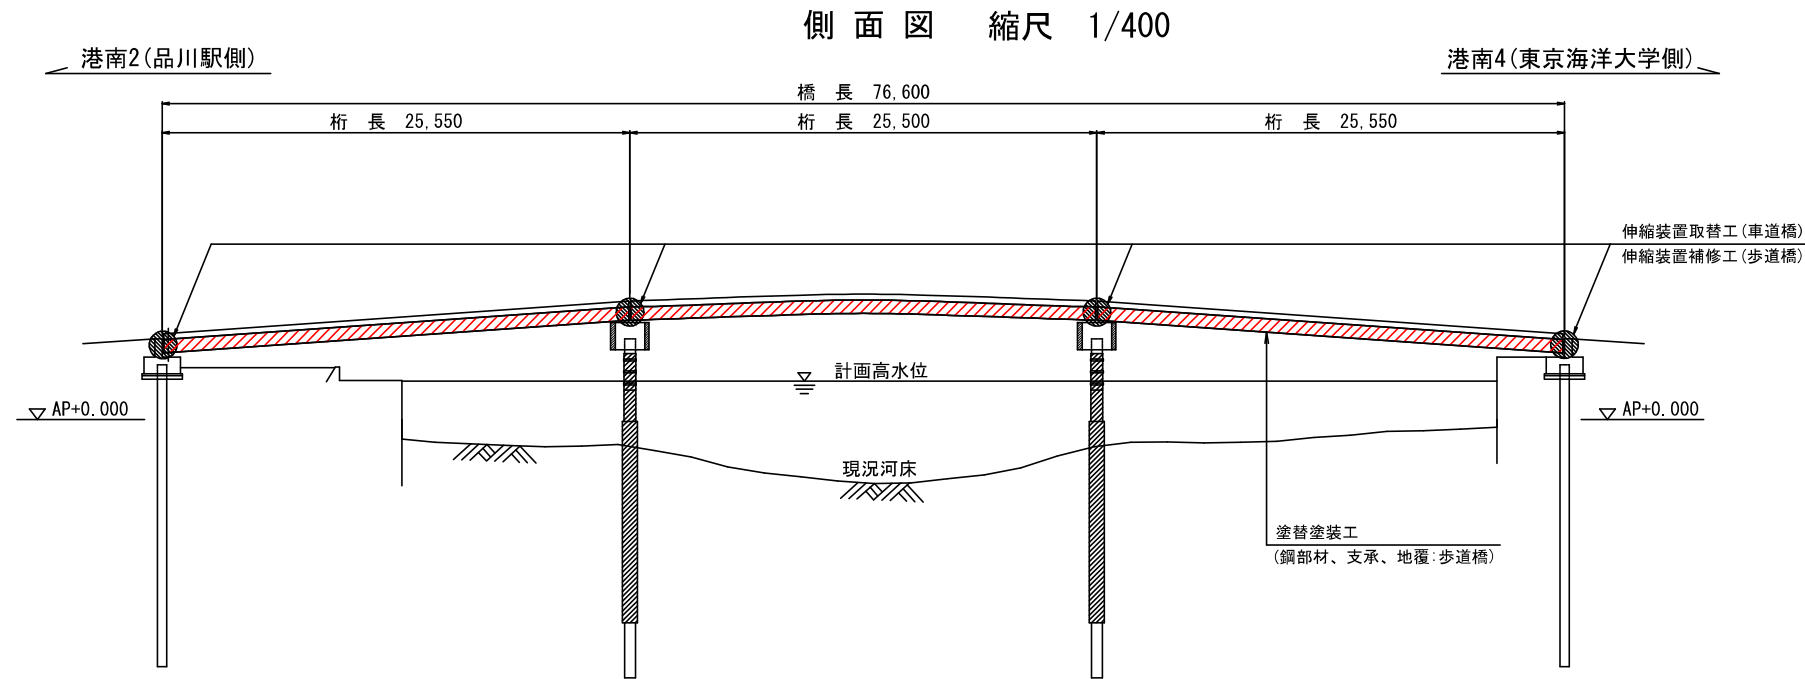 側 面 図　縮尺　1/400
港南2(品川駅側)
港南4(東京海洋大学側)
橋　長　76,600
桁　長　25,550
桁　長　25,500
桁　長　25,550
伸縮装置取替工(車道橋)
伸縮装置補修工(歩道橋)
計画高水位
AP+0.000
AP+0.000
現況河床
塗替塗装工
(鋼部材、支承、地覆:歩道橋)